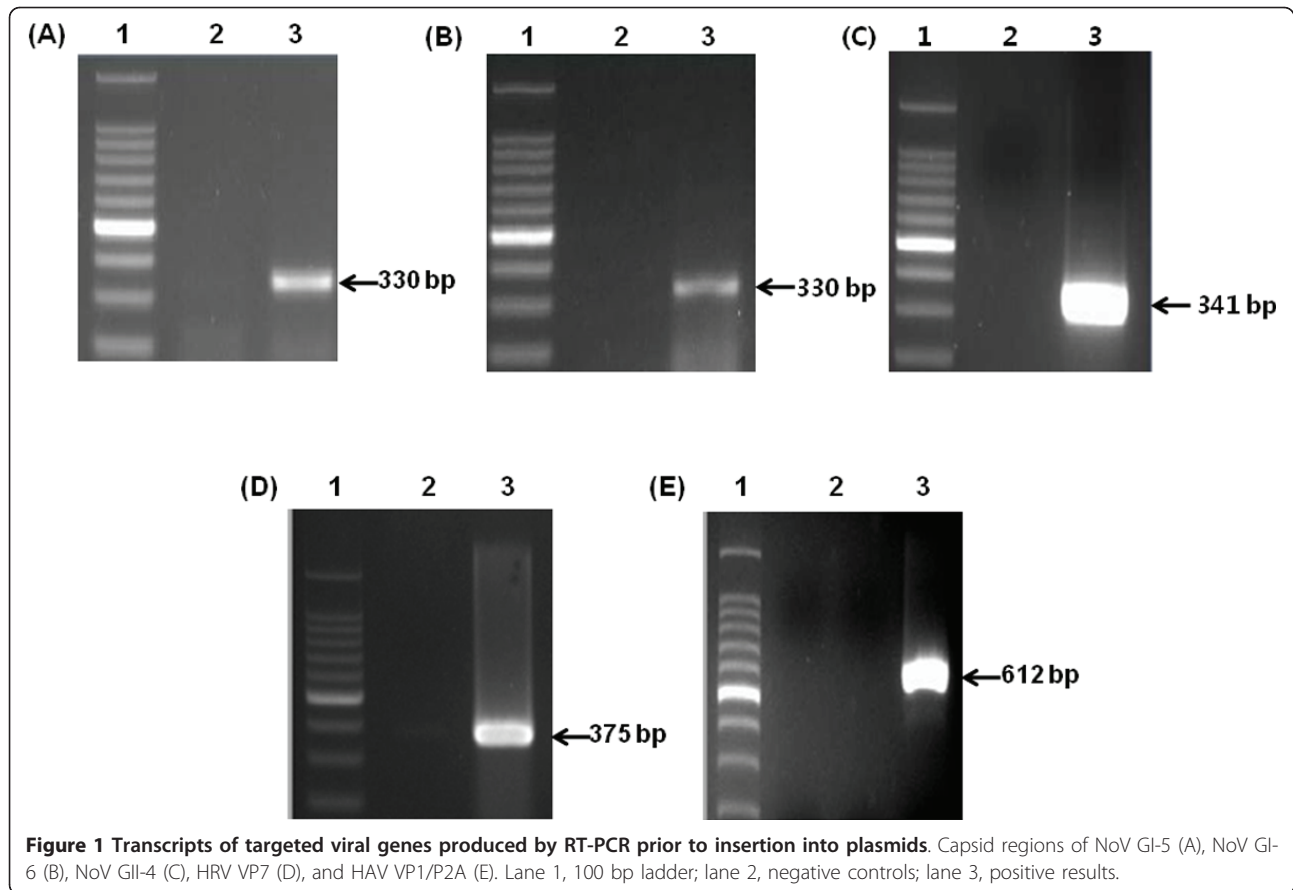 (A) 1 2 3
330 bp
(B) 1 2 3
330 bp
(C) 1 2 3
341 bp
(D) 1 2 3
375 bp
(E) 1 2 3
612 bp
Figure 1 Transcripts of targeted viral genes produced by RT-PCR prior to insertion into plasmids. Capsid regions of NoV GI-5 (A), NoV GI-
6 (B), NoV GII-4 (C), HRV VP7 (D), and HAV VP1/P2A (E). Lane 1, 100 bp ladder; lane 2, negative controls; lane 3, positive results.